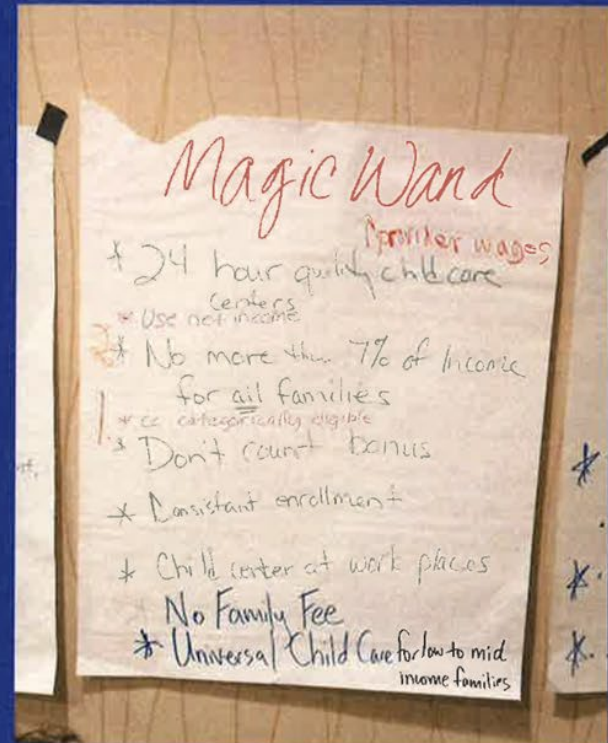 Magic Wand
provider wages
* 24 hour quality childcare
Centers
* Use net income
* No more than 7% of Income
for all families
* cc categorically eligible
* Don't count bonus
* Consistant enrollment
* Child center at work places
No Family Fee
* Universal Child Care for low to mid
income families